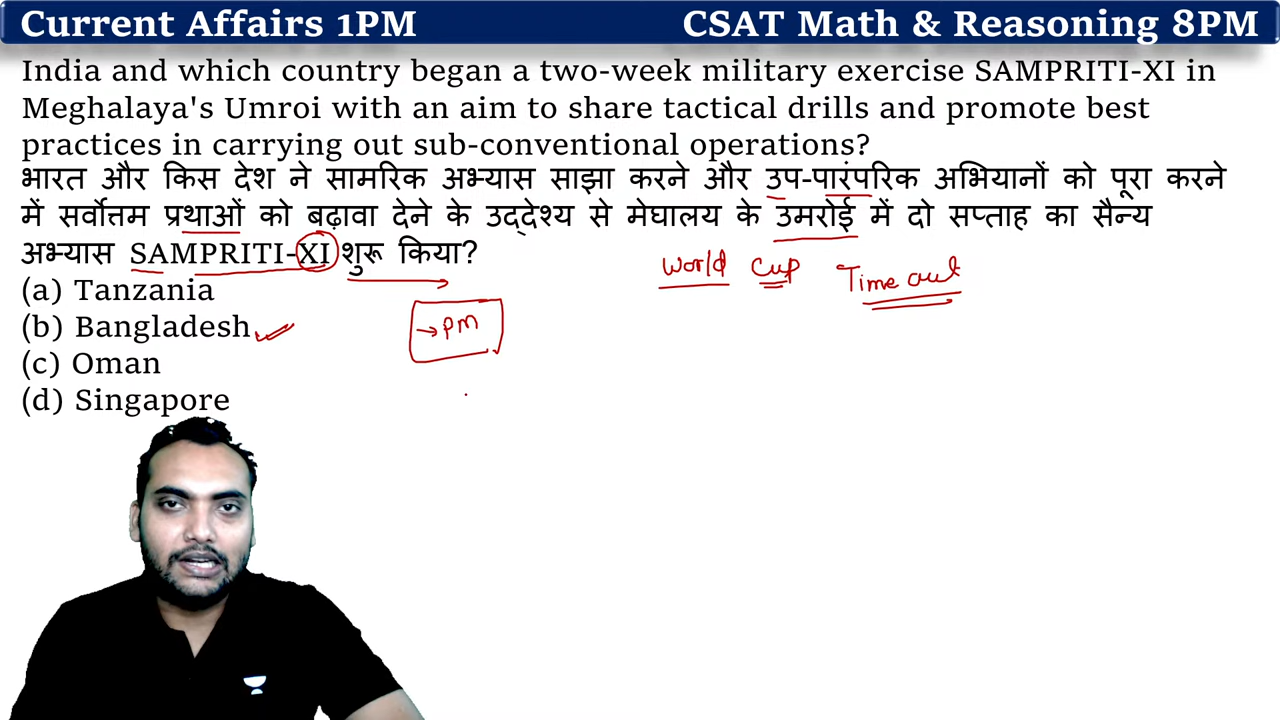 Current Affairs 1PM
CSAT Math & Reasoning 8PM
India and which country began a two-week military exercise SAMPRITI-XI in
Meghalaya's Umroi with an aim to share tactical drills and promote best
practices in carrying out sub-conventional operations?
भारत और किस देश ने सामरिक अभ्यास साझा करने और उप-पारंपरिक अभियानों को पूरा करने
में सर्वोत्तम प्रथाओं को बढ़ावा देने के उद्देश्य से मेघालय के उमरोई में दो सप्ताह का सैन्य
अभ्यास SAMPRITI-XI शुरू किया?
World Cup Time out
(a) Tanzania
(b) Bangladesh
→ PM
(c) Oman
(d) Singapore